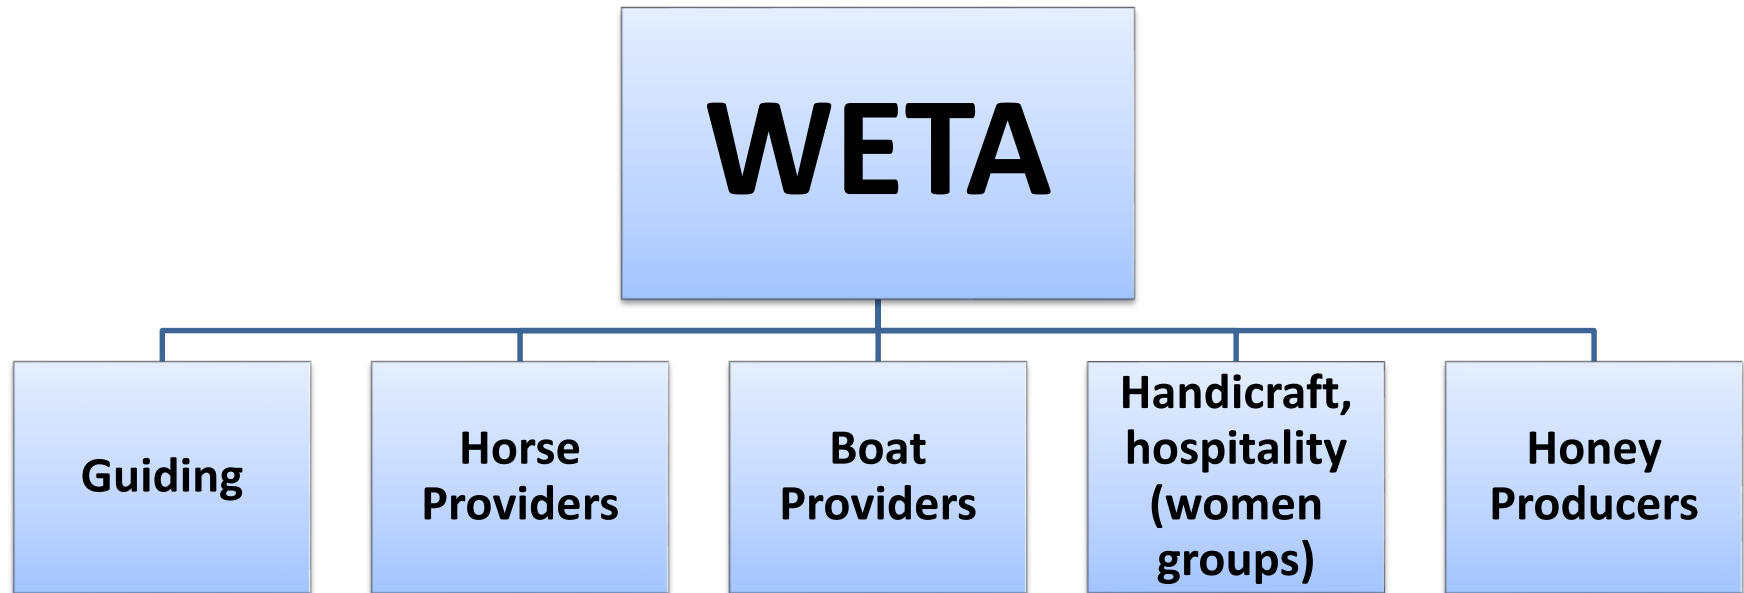 WETA
Guiding
Horse
Providers
Boat
Providers
Handicraft,
hospitality
(women
groups)
Honey
Producers